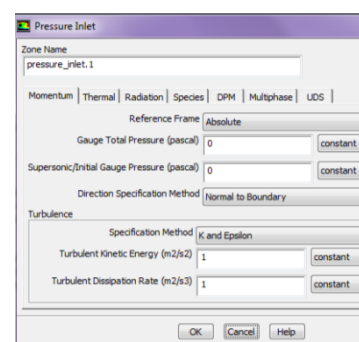 Pressure Inlet
Zone Name
pressure_inlet.1
Momentum Thermal Radiation Species DPM Multiphase UDS
Reference Frame Absolute
Gauge Total Pressure (pascal) 0 constant
Supersonic/Initial Gauge Pressure (pascal) 0 constant
Direction Specification Method Normal to Boundary
Turbulence
Specification Method K and Epsilon
Turbulent Kinetic Energy (m2/s2) 1 constant
Turbulent Dissipation Rate (m2/s3) 1 constant
OK Cancel Help